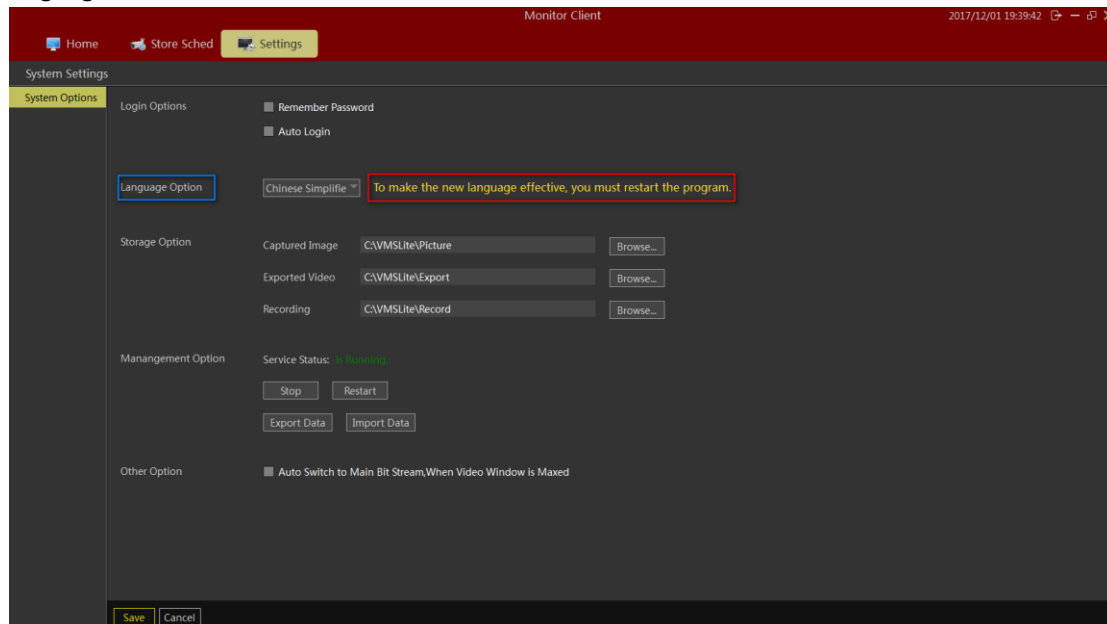 Monitor Client
2017/12/01 19:39:42
Home Store Sched Settings
System Settings
System Options
Login Options Remember Password
Auto Login
Language Option Chinese Simplifie To make the new language effective, you must restart the program.
Storage Option Captured Image C:\VMSLite\Picture Browse...
Exported Video C:\VMSLite\Export Browse...
Recording C:\VMSLite\Record Browse...
Manangement Option Service Status: Is Running.
Stop Restart
Export Data Import Data
Other Option Auto Switch to Main Bit Stream,When Video Window is Maxed
Save Cancel